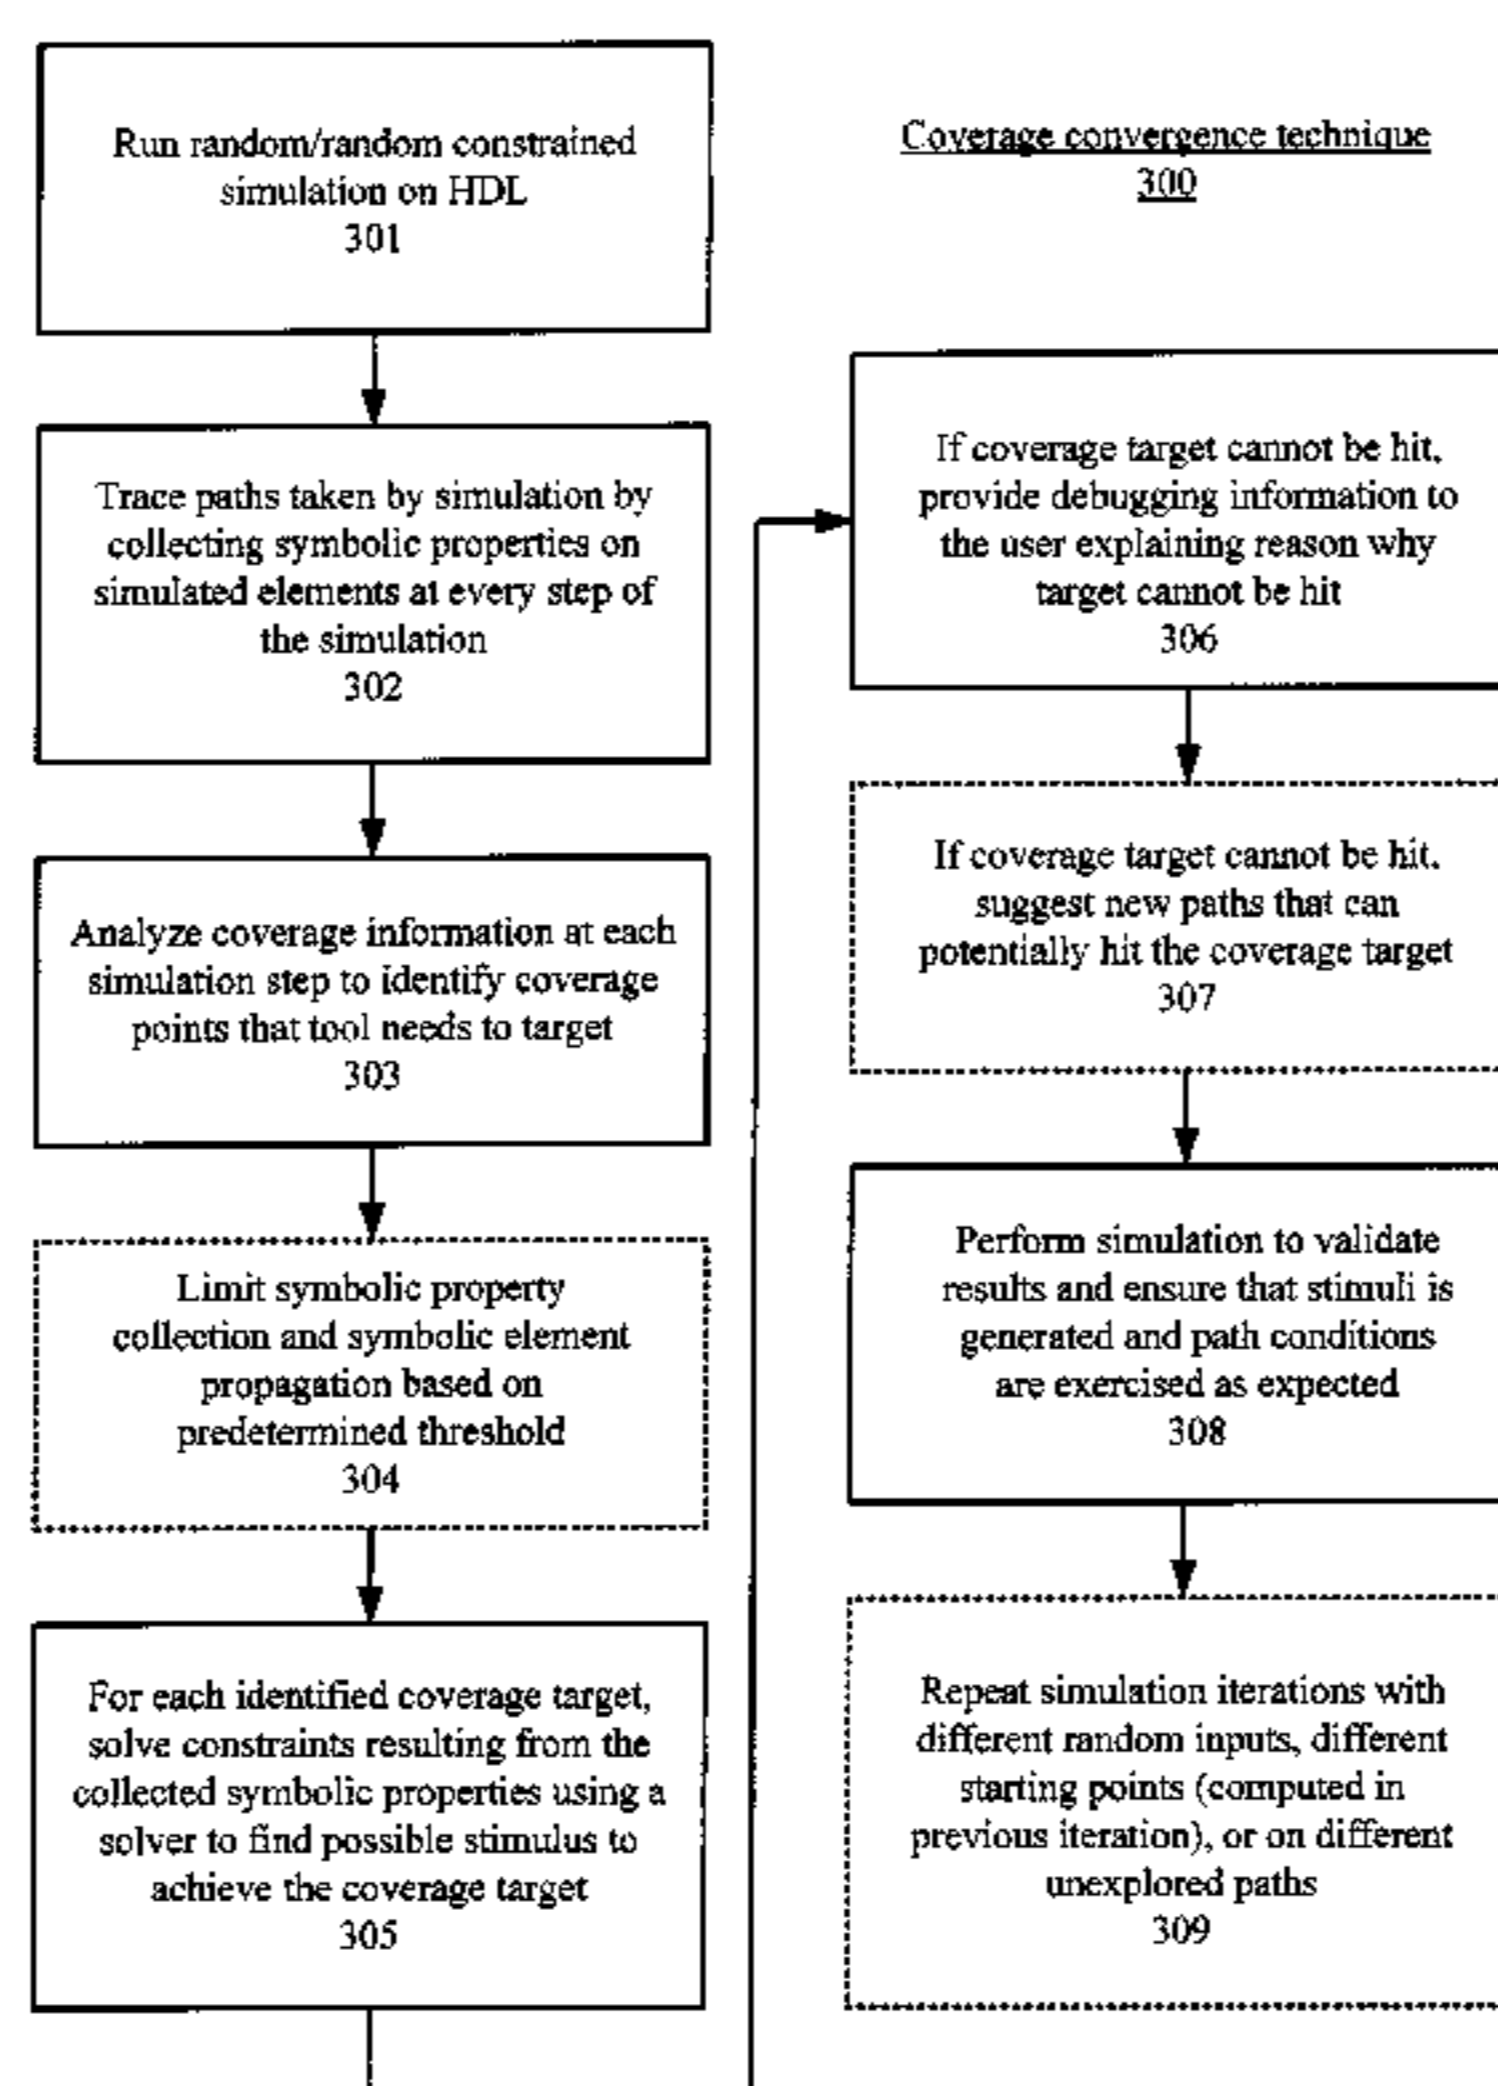 Run random/random constrained
simulation on HDL
301
Trace paths taken by simulation by
collecting symbolic properties on
simulated elements at every step of
the simulation
302
Analyze coverage information at each
simulation step to identify coverage
points that tool needs to target
303
Limit symbolic property
collection and symbolic element
propagation based on
predetermined threshold
304
For each identified coverage target,
solve constraints resulting from the
collected symbolic properties using a
solver to find possible stimulus to
achieve the coverage target
305
Coverage convergence technique
300
If coverage target cannot be hit,
provide debugging information to
the user explaining reason why
target cannot be hit
306
If coverage target cannot be hit,
suggest new paths that can
potentially hit the coverage target
307
Perform simulation to validate
results and ensure that stimuli is
generated and path conditions
are exercised as expected
308
Repeat simulation iterations with
different random inputs, different
starting points (computed in
previous iteration), or on different
unexplored paths
309